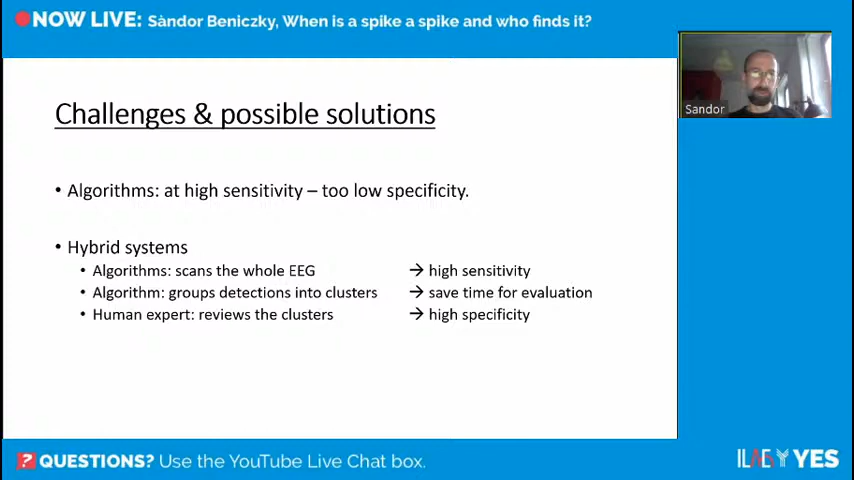 NOW LIVE: Sàndor Beniczky, When is a spike a spike and who finds it?
Sandor
Challenges & possible solutions
• Algorithms: at high sensitivity – too low specificity.
• Hybrid systems
• Algorithms: scans the whole EEG → high sensitivity
• Algorithm: groups detections into clusters → save time for evaluation
• Human expert: reviews the clusters → high specificity
? QUESTIONS? Use the YouTube Live Chat box.
ILAE YES